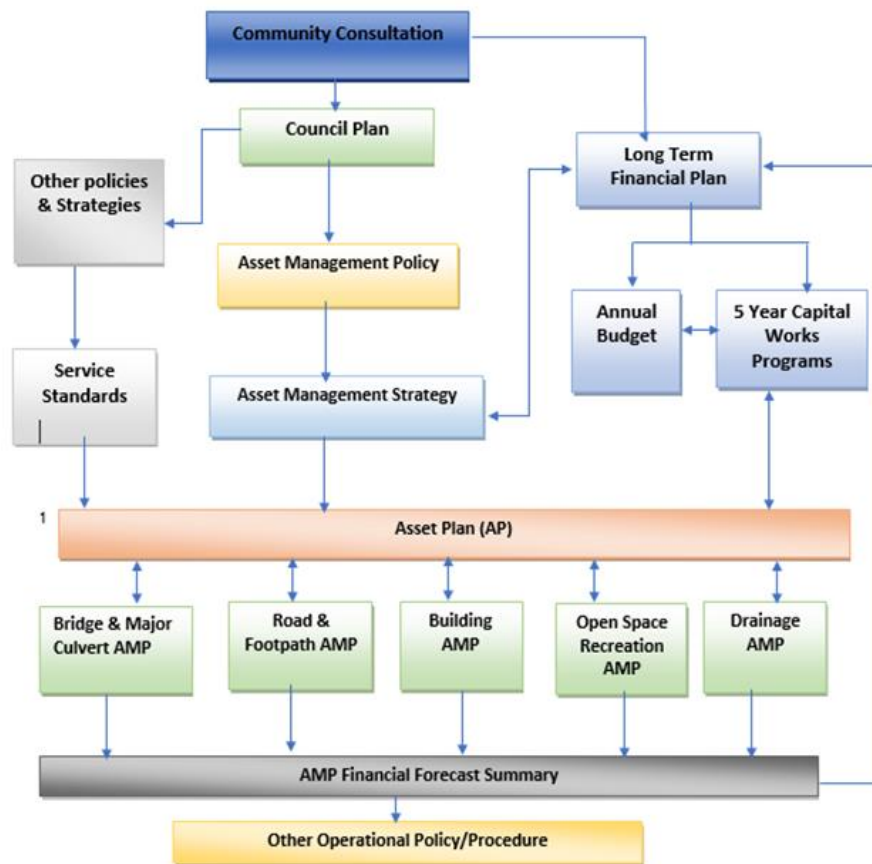 Community Consultation
Council Plan
Long Term
Financial Plan
Other policies
& Strategies
Asset Management Policy
Annual
Budget
5 Year Capital
Works
Programs
Service
Standards
Asset Management Strategy
1
Asset Plan (AP)
Bridge & Major
Culvert AMP
Road &
Footpath AMP
Building
AMP
Open Space
Recreation
AMP
Drainage
AMP
AMP Financial Forecast Summary
Other Operational Policy/Procedure